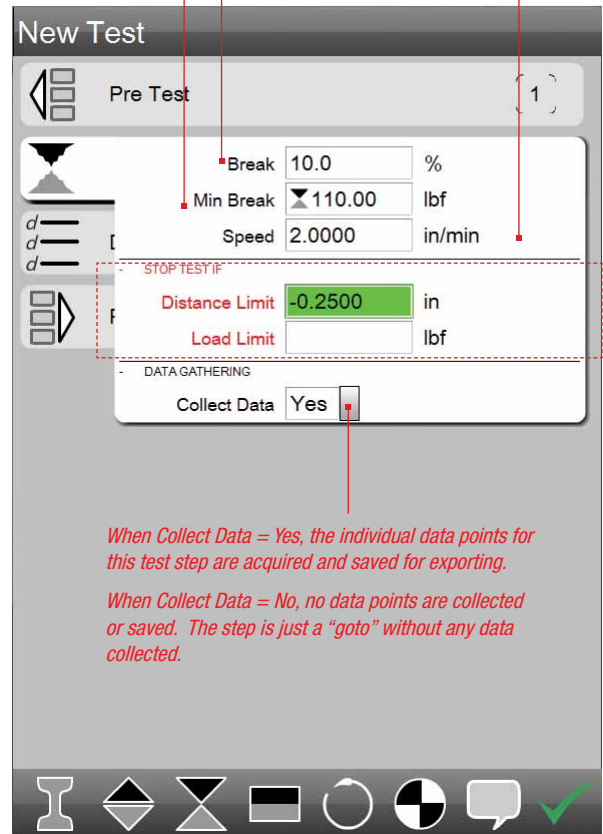 New Test
Pre Test
1
Break 10.0 %
Min Break 110.00 lbf
Speed 2.0000 in/min
d
d
d
- STOP TEST IF
Distance Limit -0.2500 in
Load Limit lbf
- DATA GATHERING
Collect Data Yes
When Collect Data = Yes, the individual data points for
this test step are acquired and saved for exporting.
When Collect Data = No, no data points are collected
or saved. The step is just a “goto” without any data
collected.